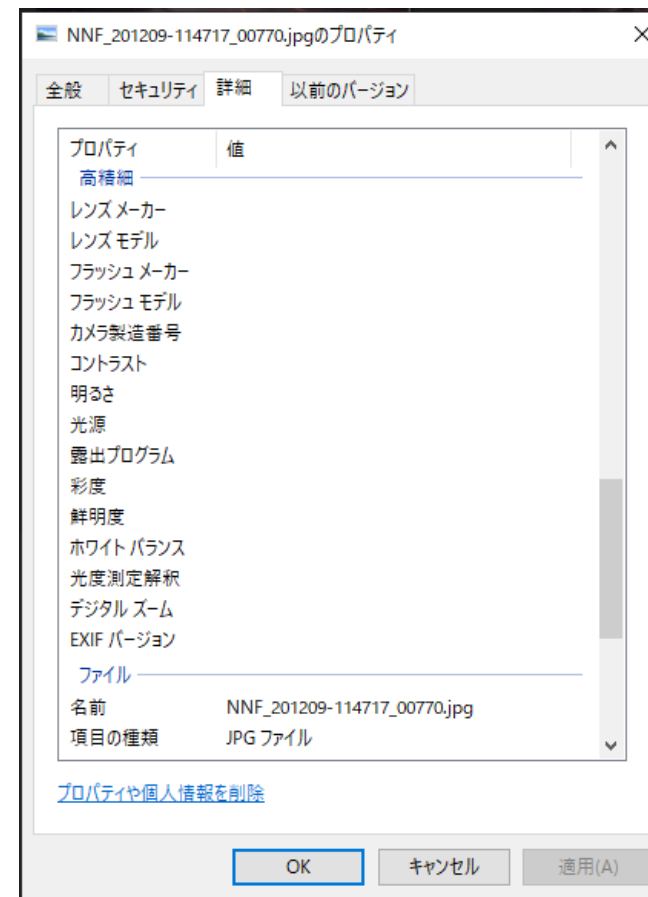 NNF_201209-114717_00770.jpgのプロパティ
全般 セキュリティ 詳細 以前のバージョン
プロパティ 値
高精細
レンズ メーカー
レンズ モデル
フラッシュ メーカー
フラッシュ モデル
カメラ製造番号
コントラスト
明るさ
光源
露出プログラム
彩度
鮮明度
ホワイト バランス
光度測定解釈
デジタル ズーム
EXIF バージョン
ファイル
名前 NNF_201209-114717_00770.jpg
項目の種類 JPG ファイル
プロパティや個人情報を削除
OK キャンセル 適用(A)